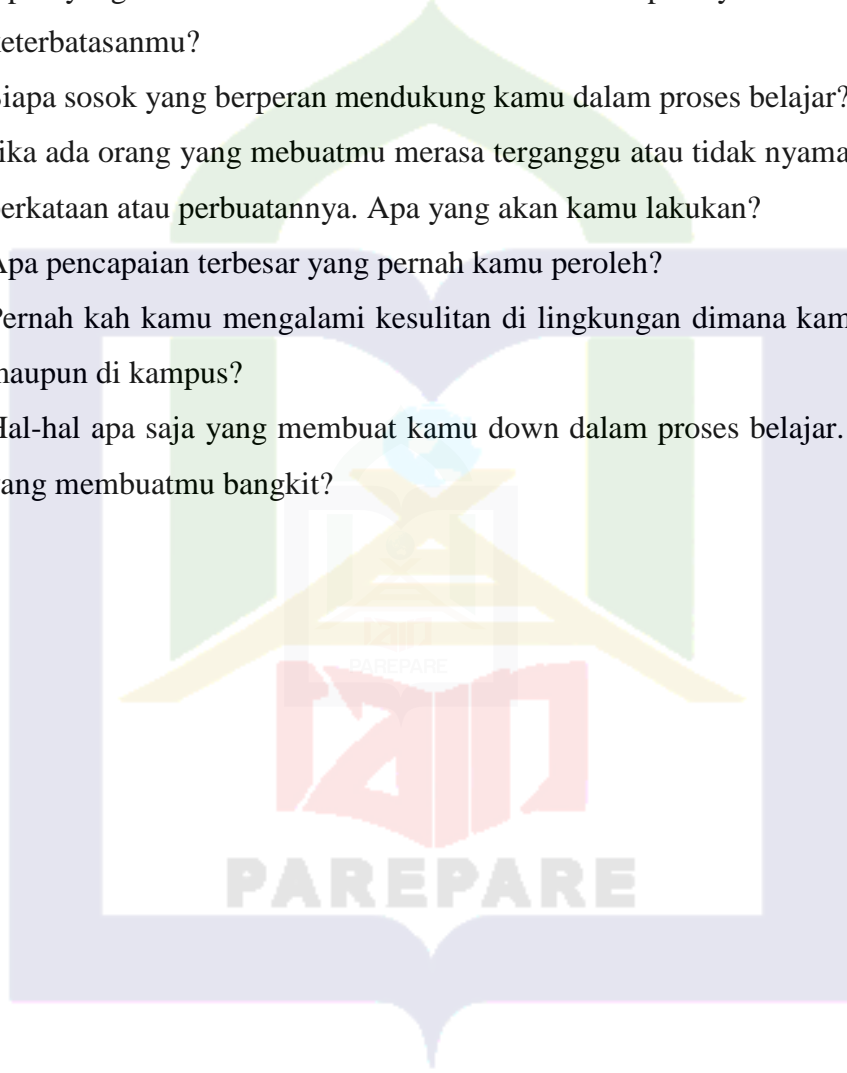 keterbatasanmu?
Siapa sosok yang berperan mendukung kamu dalam proses belajar?
ika ada orang yang mebuatmu merasa terganggu atau tidak nyama
perkataan atau perbuatannya. Apa yang akan kamu lakukan?
Apa pencapaian terbesar yang pernah kamu peroleh?
Pernah kah kamu mengalami kesulitan di lingkungan dimana kam
maupun di kampus?
Hal-hal apa saja yang membuat kamu down dalam proses belajar.
yang membuatmu bangkit?
iain
PAREPARE
iain
PAREPARE